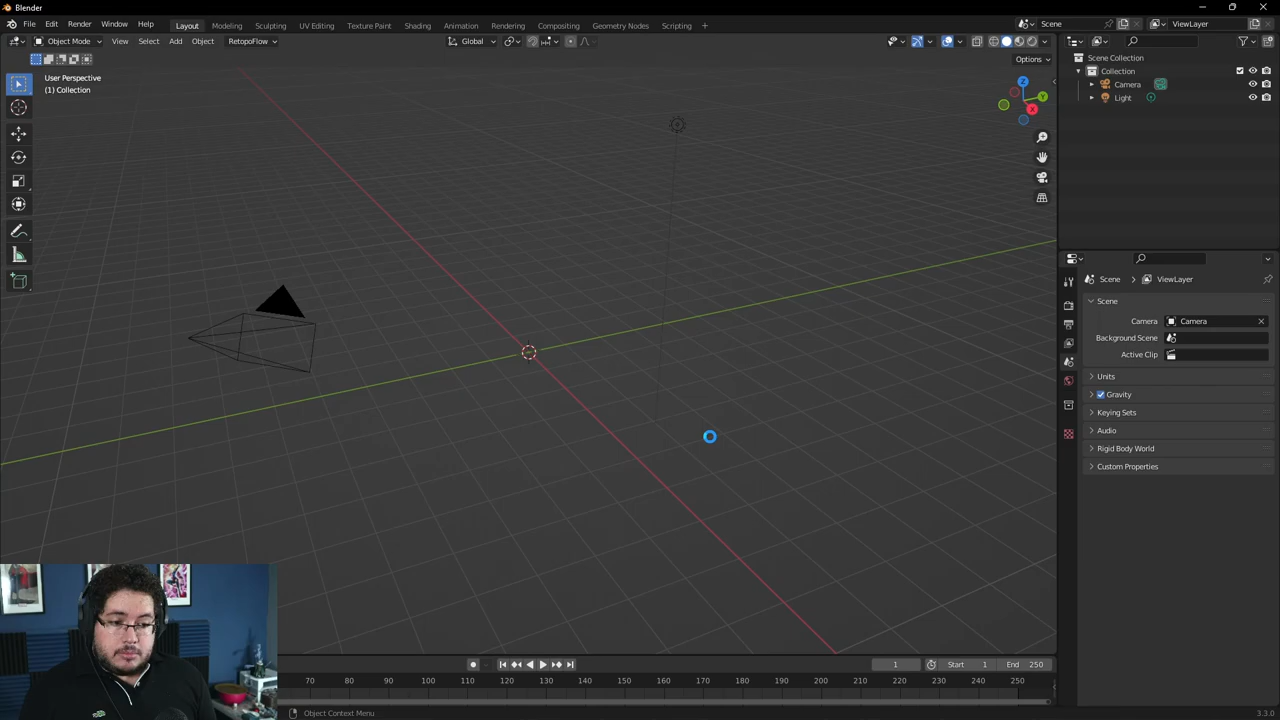 Blender
File Edit Render Window Help
Layout Modeling Sculpting UV Editing Texture Paint Shading Animation Rendering Compositing Geometry Nodes Scripting +
Scene
ViewLayer
Object Mode View Select Add Object RetopoFlow
Global
Options
User Perspective
(1) Collection
Z
Y
X
Scene Collection
Collection
Camera
Light
Scene > ViewLayer
Scene
Camera Camera
Background Scene
Active Clip
Units
Gravity
Keying Sets
Audio
Rigid Body World
Custom Properties
1 Start 1 End 250
70 80 90 100 110 120 130 140 150 160 170 180 190 200 210 220 230 240 250
Object Context Menu
3.3.0